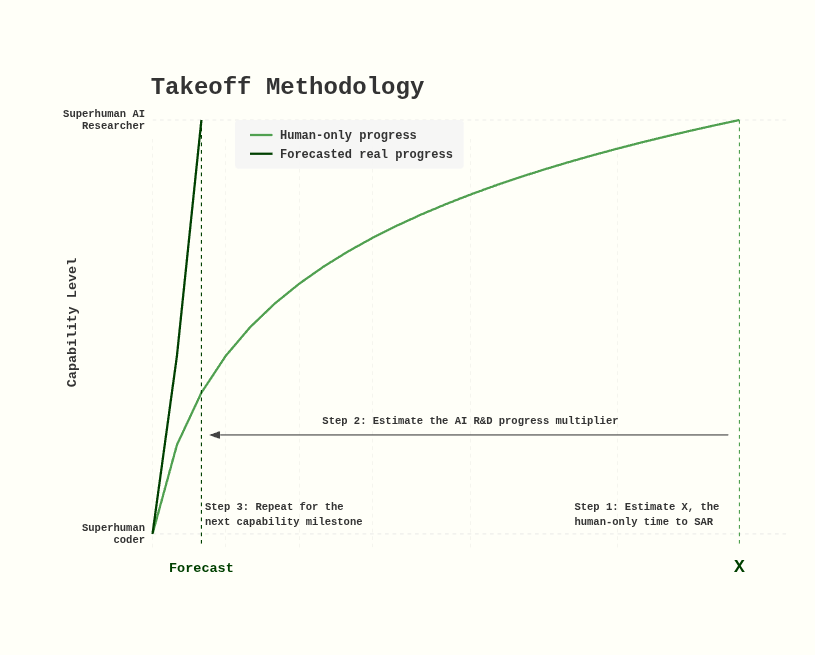 Takeoff Methodology
Superhuman AI
Researcher
Human-only progress
Forecasted real progress
Capability Level
Step 2: Estimate the AI R&D progress multiplier
Step 3: Repeat for the
next capability milestone
Step 1: Estimate X, the
human-only time to SAR
Superhuman
coder
Forecast
X